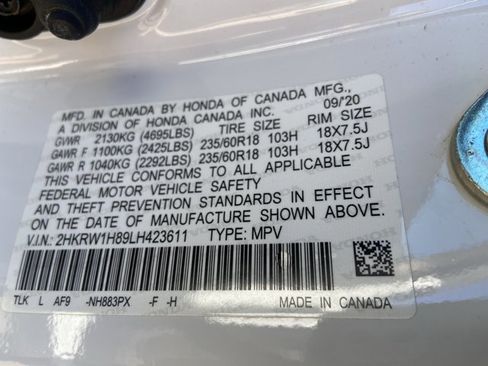 MFD. IN CANADA BY HONDA OF CANADA MFG.,
A DIVISION OF HONDA CANADA INC. 09/'20
GVWR 2130KG (4695LBS) TIRE SIZE RIM SIZE
GAWR F 1100KG (2425LBS) 235/60R18 103H 18X7.5J
GAWR R 1040KG (2292LBS) 235/60R18 103H 18X7.5J
THIS VEHICLE CONFORMS TO ALL APPLICABLE
FEDERAL MOTOR VEHICLE SAFETY
AND THEFT PREVENTION STANDARDS IN EFFECT
ON THE DATE OF MANUFACTURE SHOWN ABOVE.
V.I.N.: 2HKRW1H89LH423611 TYPE: MPV
TLK L AF9 -NH883PX -F -H
MADE IN CANADA